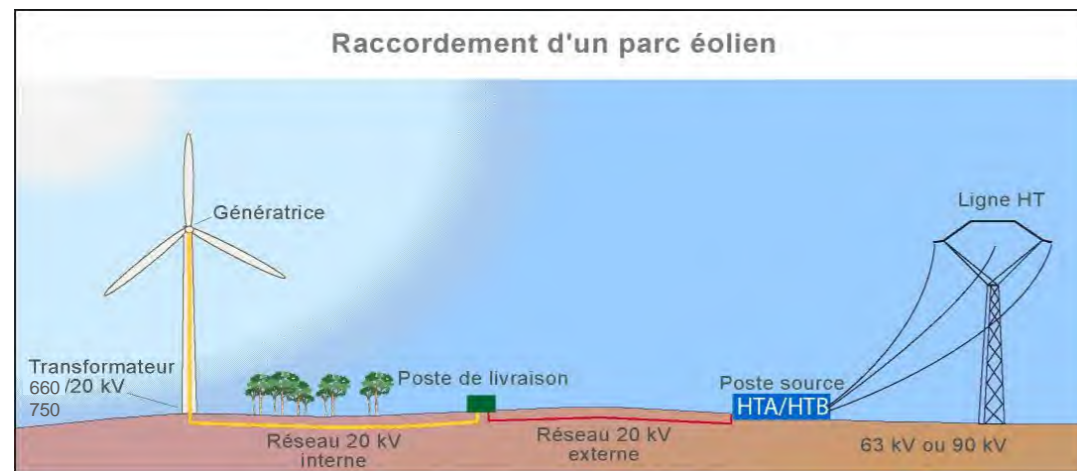 Raccordement d'un parc éolien
Génératrice
Ligne HT
Transformateur
660 /20 kV
750
Poste de livraison
Poste source
HTA/HTB
Réseau 20 kV
interne
Réseau 20 kV
externe
63 kV ou 90 kV